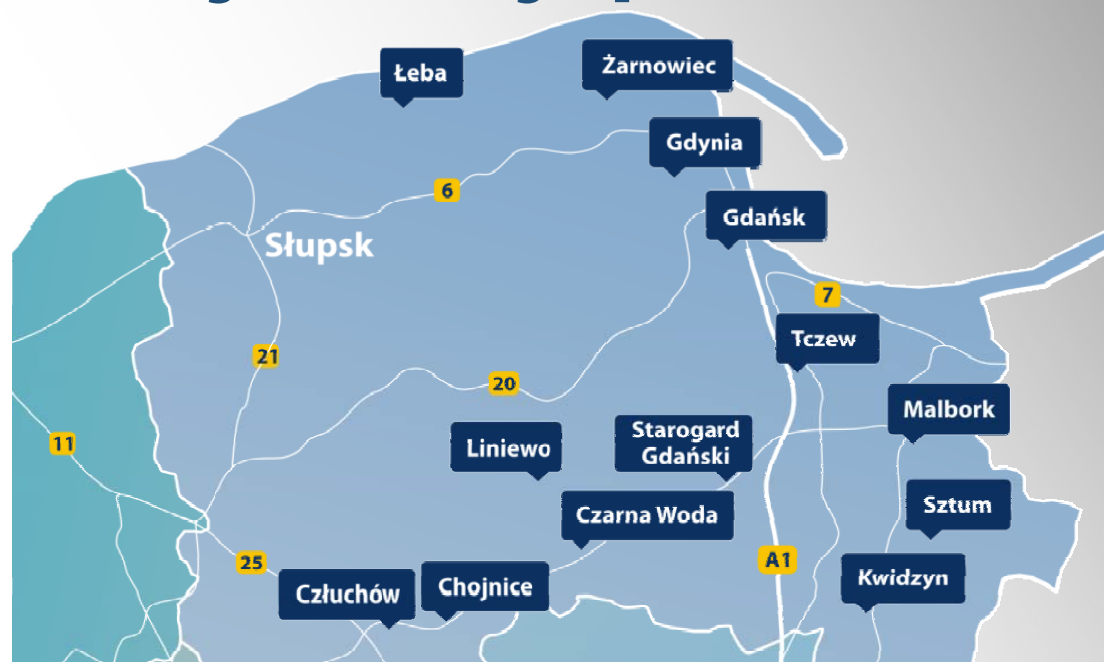 Łeba
Żarnowiec
Gdynia
6
Gdańsk
Słupsk
7
Tczew
21
20
Malbork
11
Liniewo
Starogard
Gdański
Czarna Woda
Sztum
25
A1
Człuchów
Chojnice
Kwidzyn